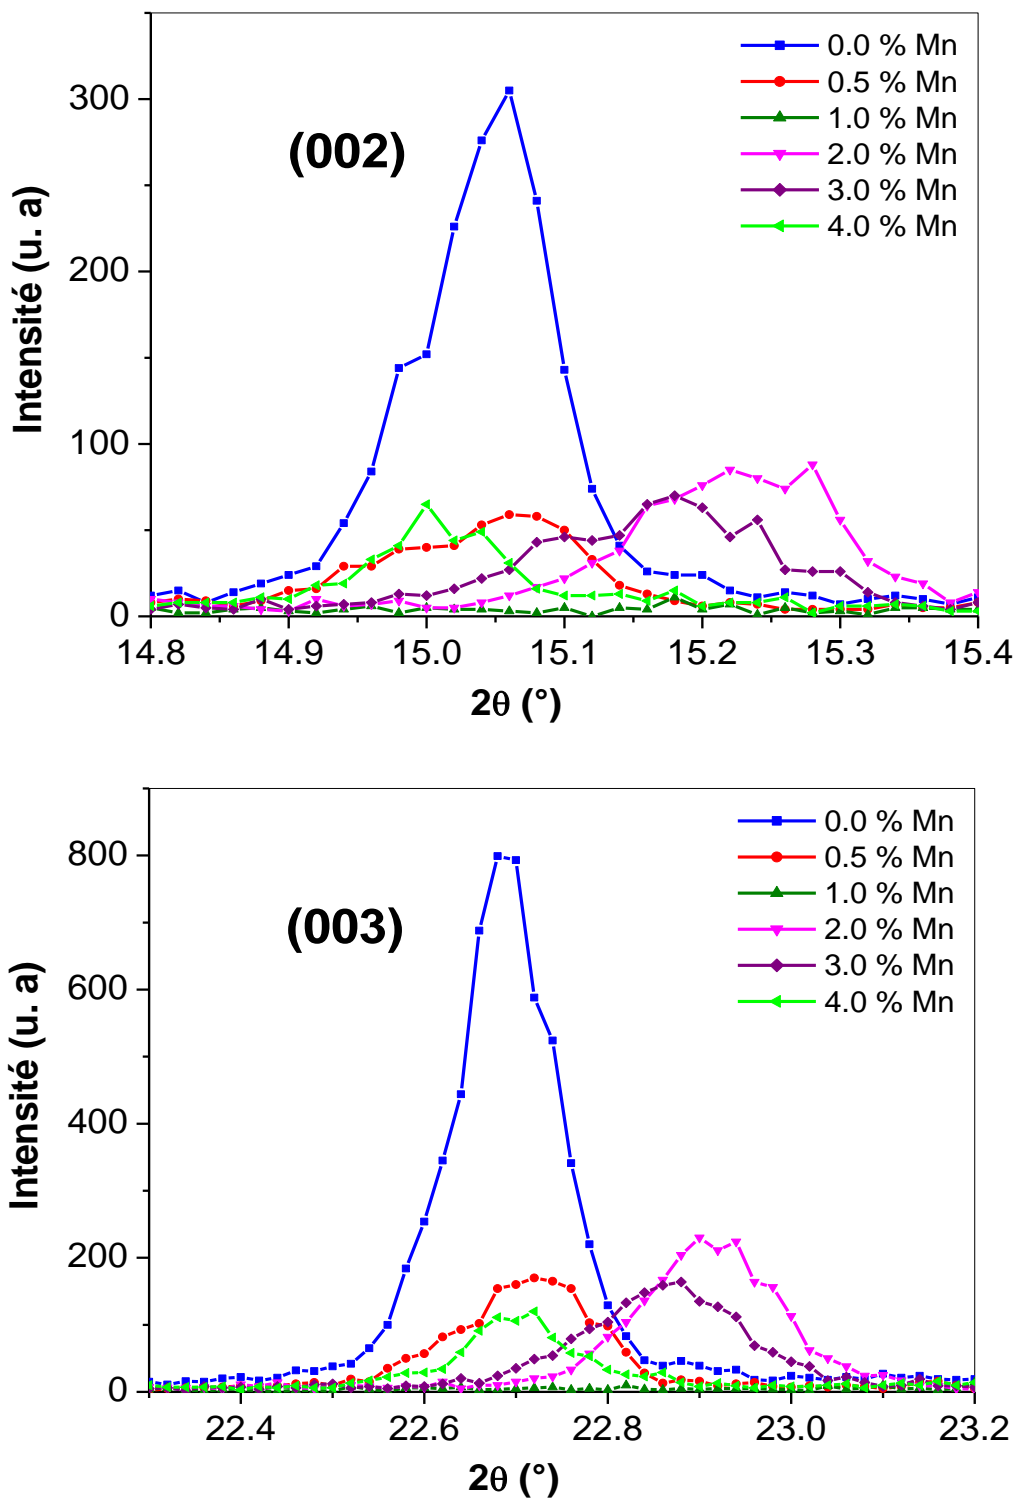 300
200
100
0
Intensité (u. a)
(002)
0.0 % Mn
0.5 % Mn
1.0 % Mn
2.0 % Mn
3.0 % Mn
4.0 % Mn
14.8 14.9 15.0 15.1 15.2 15.3 15.4
2θ (°)
800
600
400
200
0
Intensité (u. a)
(003)
0.0 % Mn
0.5 % Mn
1.0 % Mn
2.0 % Mn
3.0 % Mn
4.0 % Mn
22.4 22.6 22.8 23.0 23.2
2θ (°)